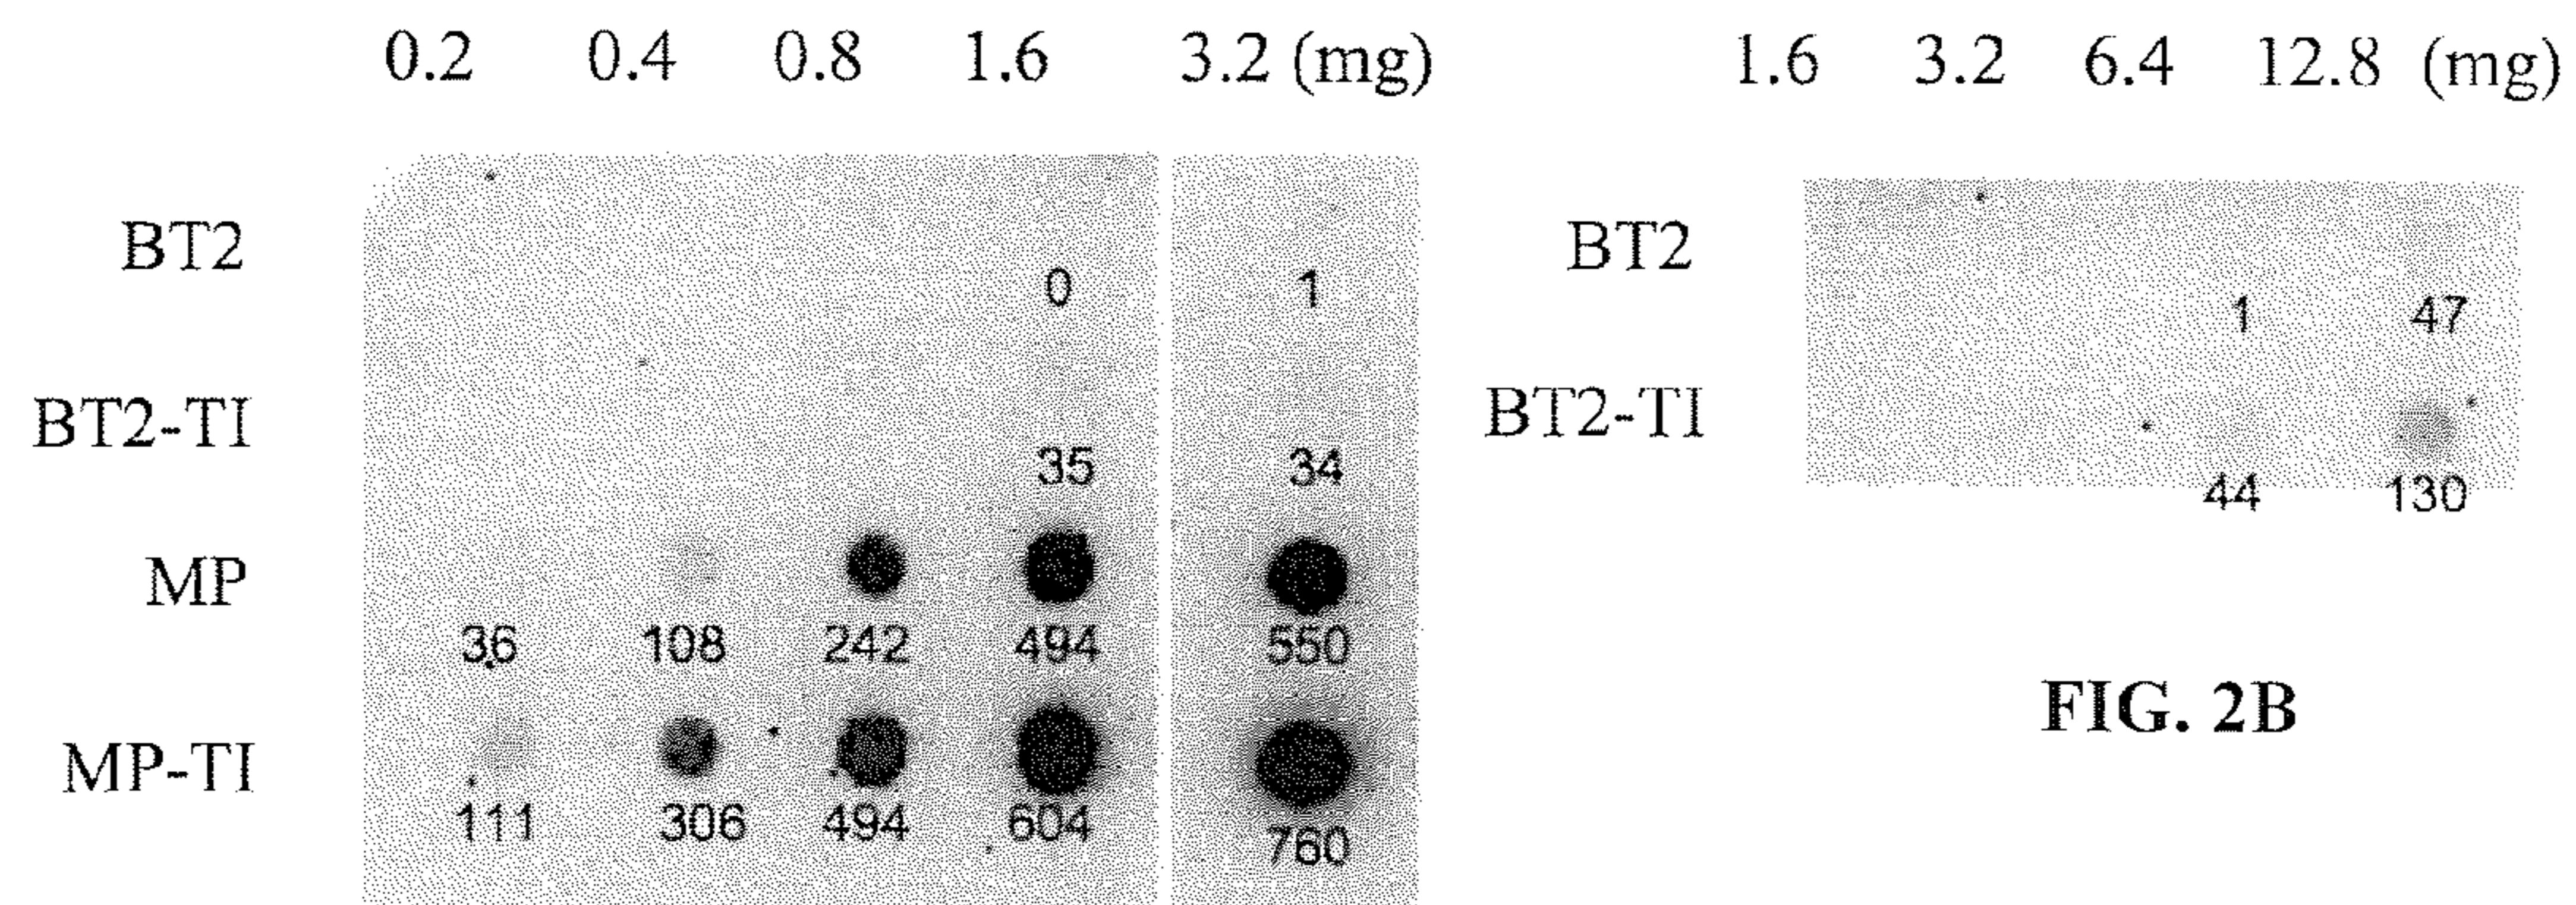 0.2 0.4 0.8 1.6 3.2 (mg)
BT2
0 1
BT2-TI
35 34
MP
36 108 242 494 550
MP-TI
111 306 494 604 760
1.6 3.2 6.4 12.8 (mg)
BT2
1 47
BT2-TI
44 130
FIG. 2B